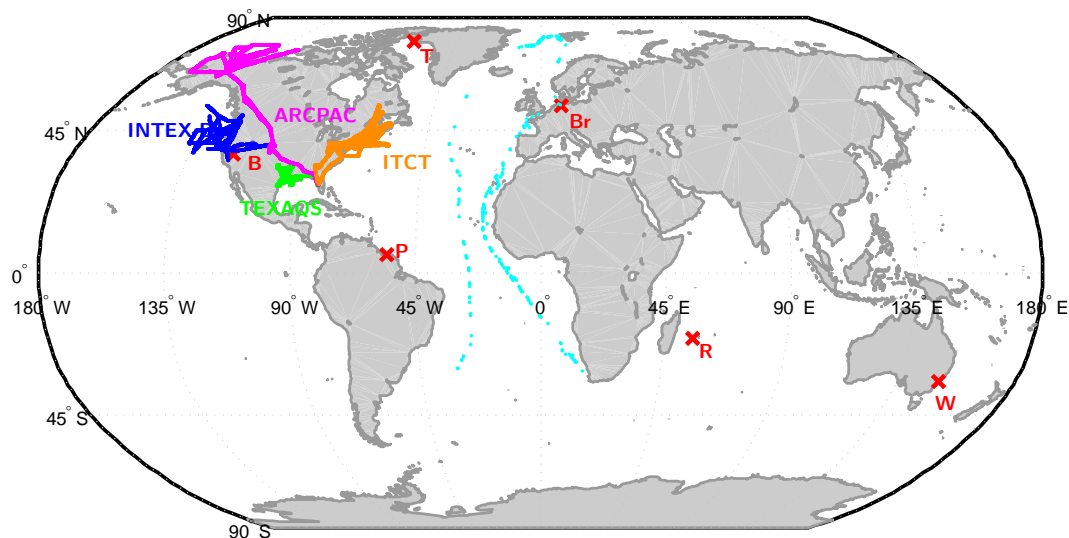 90° N
T
ARCPAC
Br
INTEX-B
45° N
B
ITCT
TEXAQS
P
0°
180° W
135° W
90° W
45° W
0°
45° E
90° E
135° E
180° E
R
W
45° S
90° S